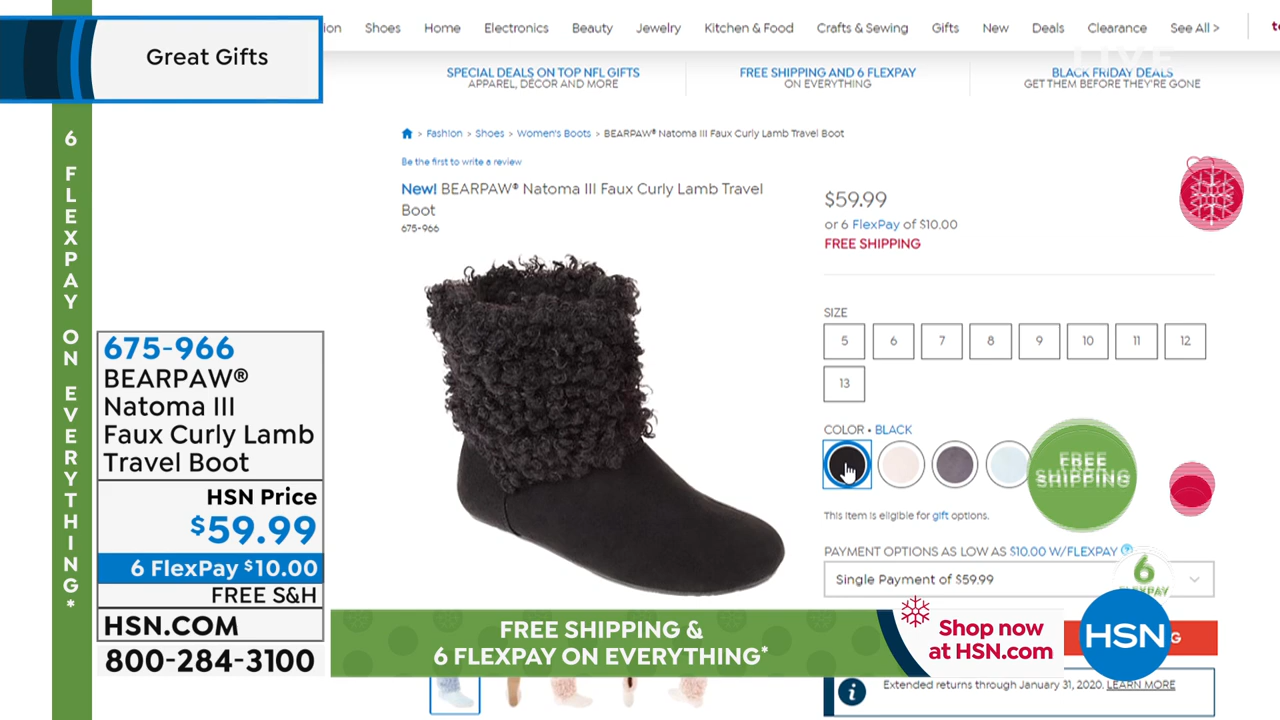 Great Gifts
6 FLEXPAY ON EVERYTHING*
Shoes Home Electronics Beauty Jewelry Kitchen & Food Crafts & Sewing Gifts New Deals Clearance See All >
LIVE
SPECIAL DEALS ON TOP NFL GIFTS
APPAREL, DÉCOR AND MORE
FREE SHIPPING AND 6 FLEXPAY
ON EVERYTHING
BLACK FRIDAY DEALS
GET THEM BEFORE THEY'RE GONE
> Fashion > Shoes > Women's Boots > BEARPAW® Natoma III Faux Curly Lamb Travel Boot
Be the first to write a review
New! BEARPAW® Natoma III Faux Curly Lamb Travel
Boot
675-966
$59.99
or 6 FlexPay of $10.00
FREE SHIPPING
SIZE
5 6 7 8 9 10 11 12
13
COLOR • BLACK
FREE
SHIPPING
This item is eligible for gift options.
PAYMENT OPTIONS AS LOW AS $10.00 W/FLEXPAY ?
Single Payment of $59.99
6
FLEXPAY
675-966
BEARPAW®
Natoma III
Faux Curly Lamb
Travel Boot
HSN Price
$59.99
6 FlexPay $10.00
FREE S&H
HSN.COM
800-284-3100
FREE SHIPPING &
6 FLEXPAY ON EVERYTHING*
Shop now
at HSN.com
HSN
Extended returns through January 31, 2020. LEARN MORE